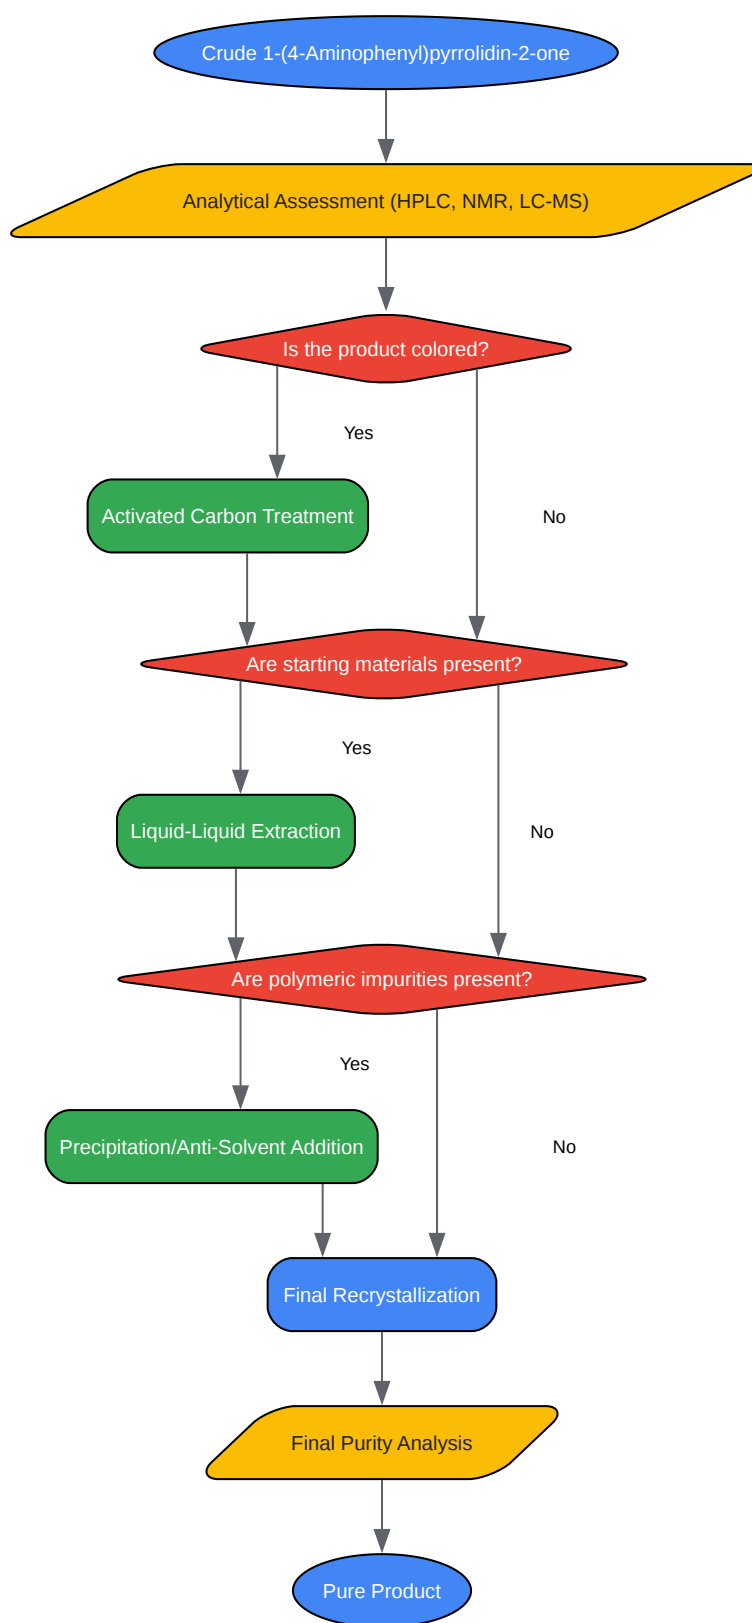 Crude 1-(4-Aminophenyl)pyrrolidin-2-one
Analytical Assessment (HPLC, NMR, LC-MS)
Is the product colored?
Yes
Activated Carbon Treatment
No
Are starting materials present?
Yes
Liquid-Liquid Extraction
No
Are polymeric impurities present?
Yes
Precipitation/Anti-Solvent Addition
No
Final Recrystallization
Final Purity Analysis
Pure Product